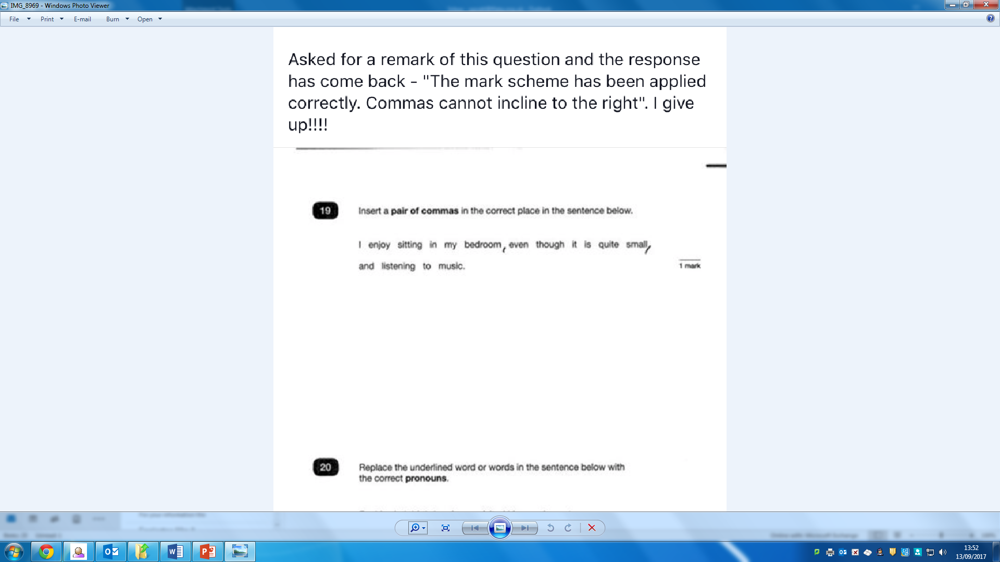 IMG_8969 - Windows Photo Viewer
File Print E-mail Burn Open
Asked for a remark of this question and the response
has come back - "The mark scheme has been applied
correctly. Commas cannot incline to the right". I give
up!!!!
19 Insert a pair of commas in the correct place in the sentence below.
I enjoy sitting in my bedroom, even though it is quite small,
and listening to music.
1 mark
20 Replace the underlined word or words in the sentence below with
the correct pronouns.
13:52
13/09/2017